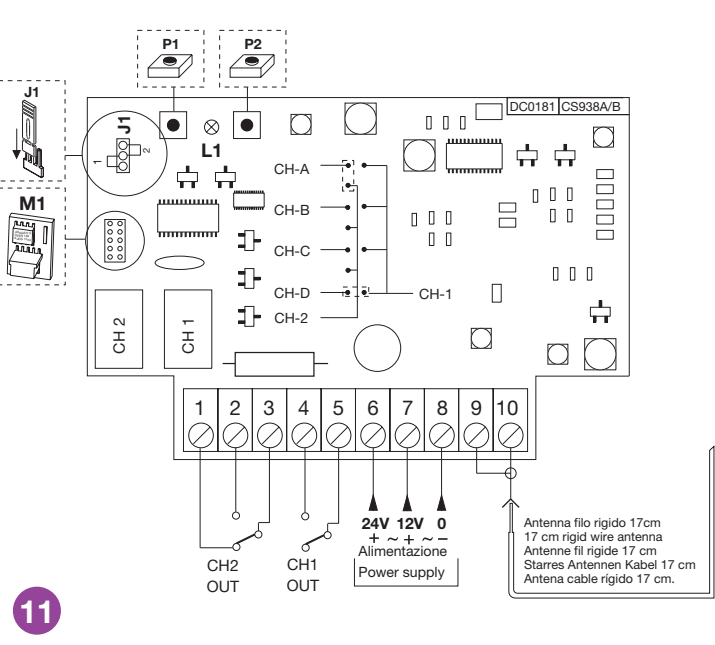 P1 P2
J1
DC0181 CS938A/B
J1
1 2
L1
M1
CH-A
CH-B
CH-C
CH-D CH-1
CH-2
CH 2 CH 1
1 2 3 4 5 6 7 8 9 10
24V 12V 0
+ ~ + ~ –
Alimentazione
Power supply
CH2
OUT
CH1
OUT
Antenna filo rigido 17cm
17 cm rigid wire antenna
Antenne fil rigide 17 cm
Starres Antennen Kabel 17 cm
Antena cable rígido 17 cm.
11